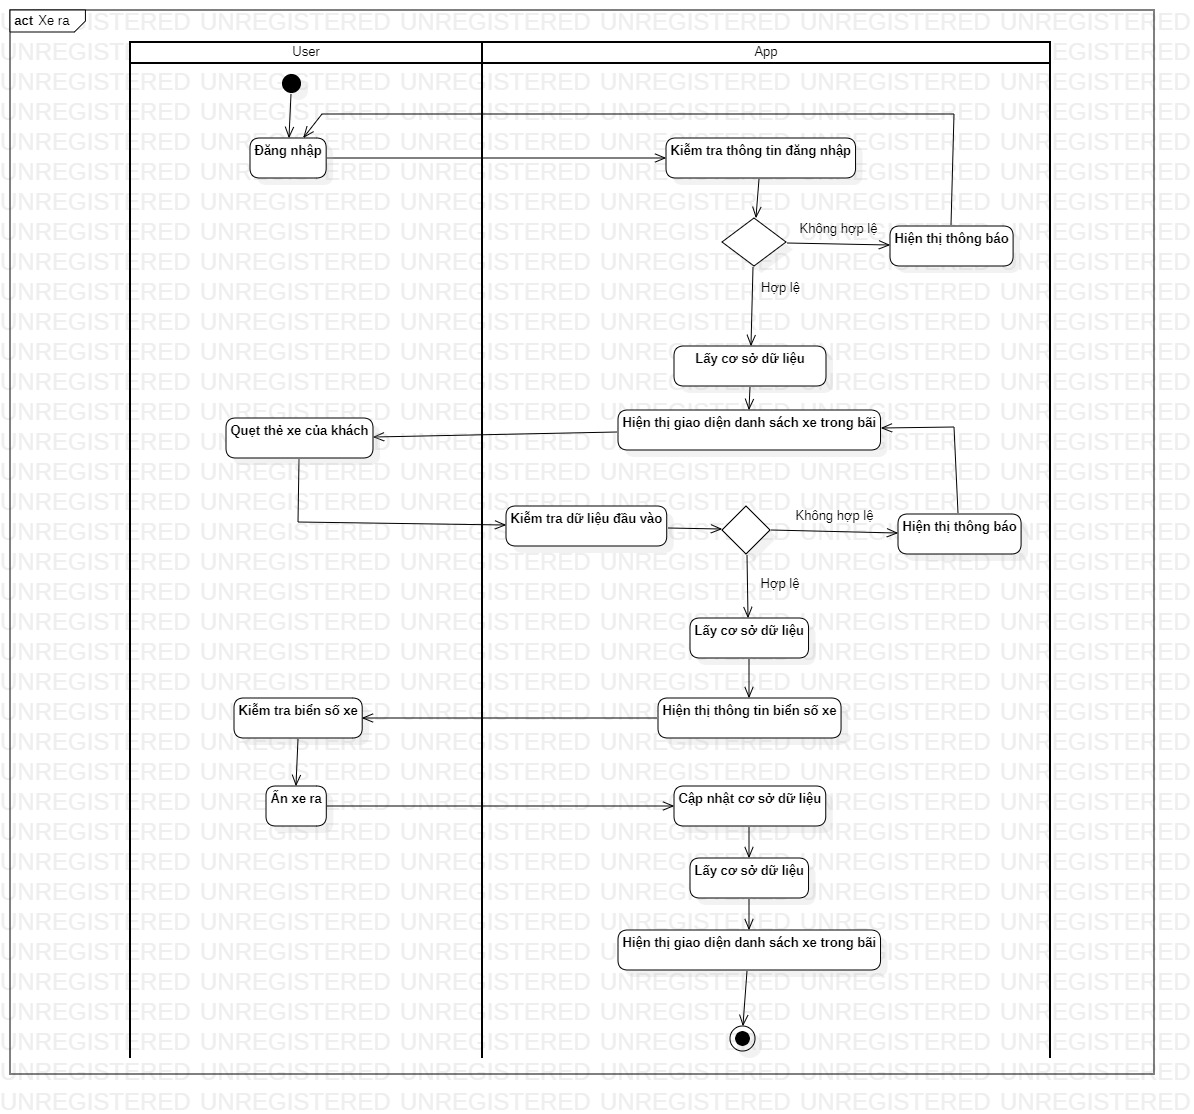 act Xe ra
User
App
Đăng nhập
Kiểm tra thông tin đăng nhập
Không hợp lệ
Hiện thị thông báo
Hợp lệ
Lấy cơ sở dữ liệu
Hiện thị giao diện danh sách xe trong bãi
Quẹt thẻ xe của khách
Kiểm tra dữ liệu đầu vào
Không hợp lệ
Hiện thị thông báo
Hợp lệ
Lấy cơ sở dữ liệu
Kiểm tra biển số xe
Hiện thị thông tin biển số xe
Ấn xe ra
Cập nhật cơ sở dữ liệu
Lấy cơ sở dữ liệu
Hiện thị giao diện danh sách xe trong bãi
UNREGISTERED